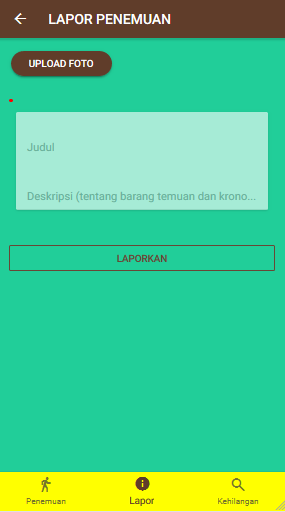 LAPOR PENEMUAN
UPLOAD FOTO
Judul
Deskripsi (tentang barang temuan dan krono...
LAPORKAN
Penemuan
Lapor
Kehilangan